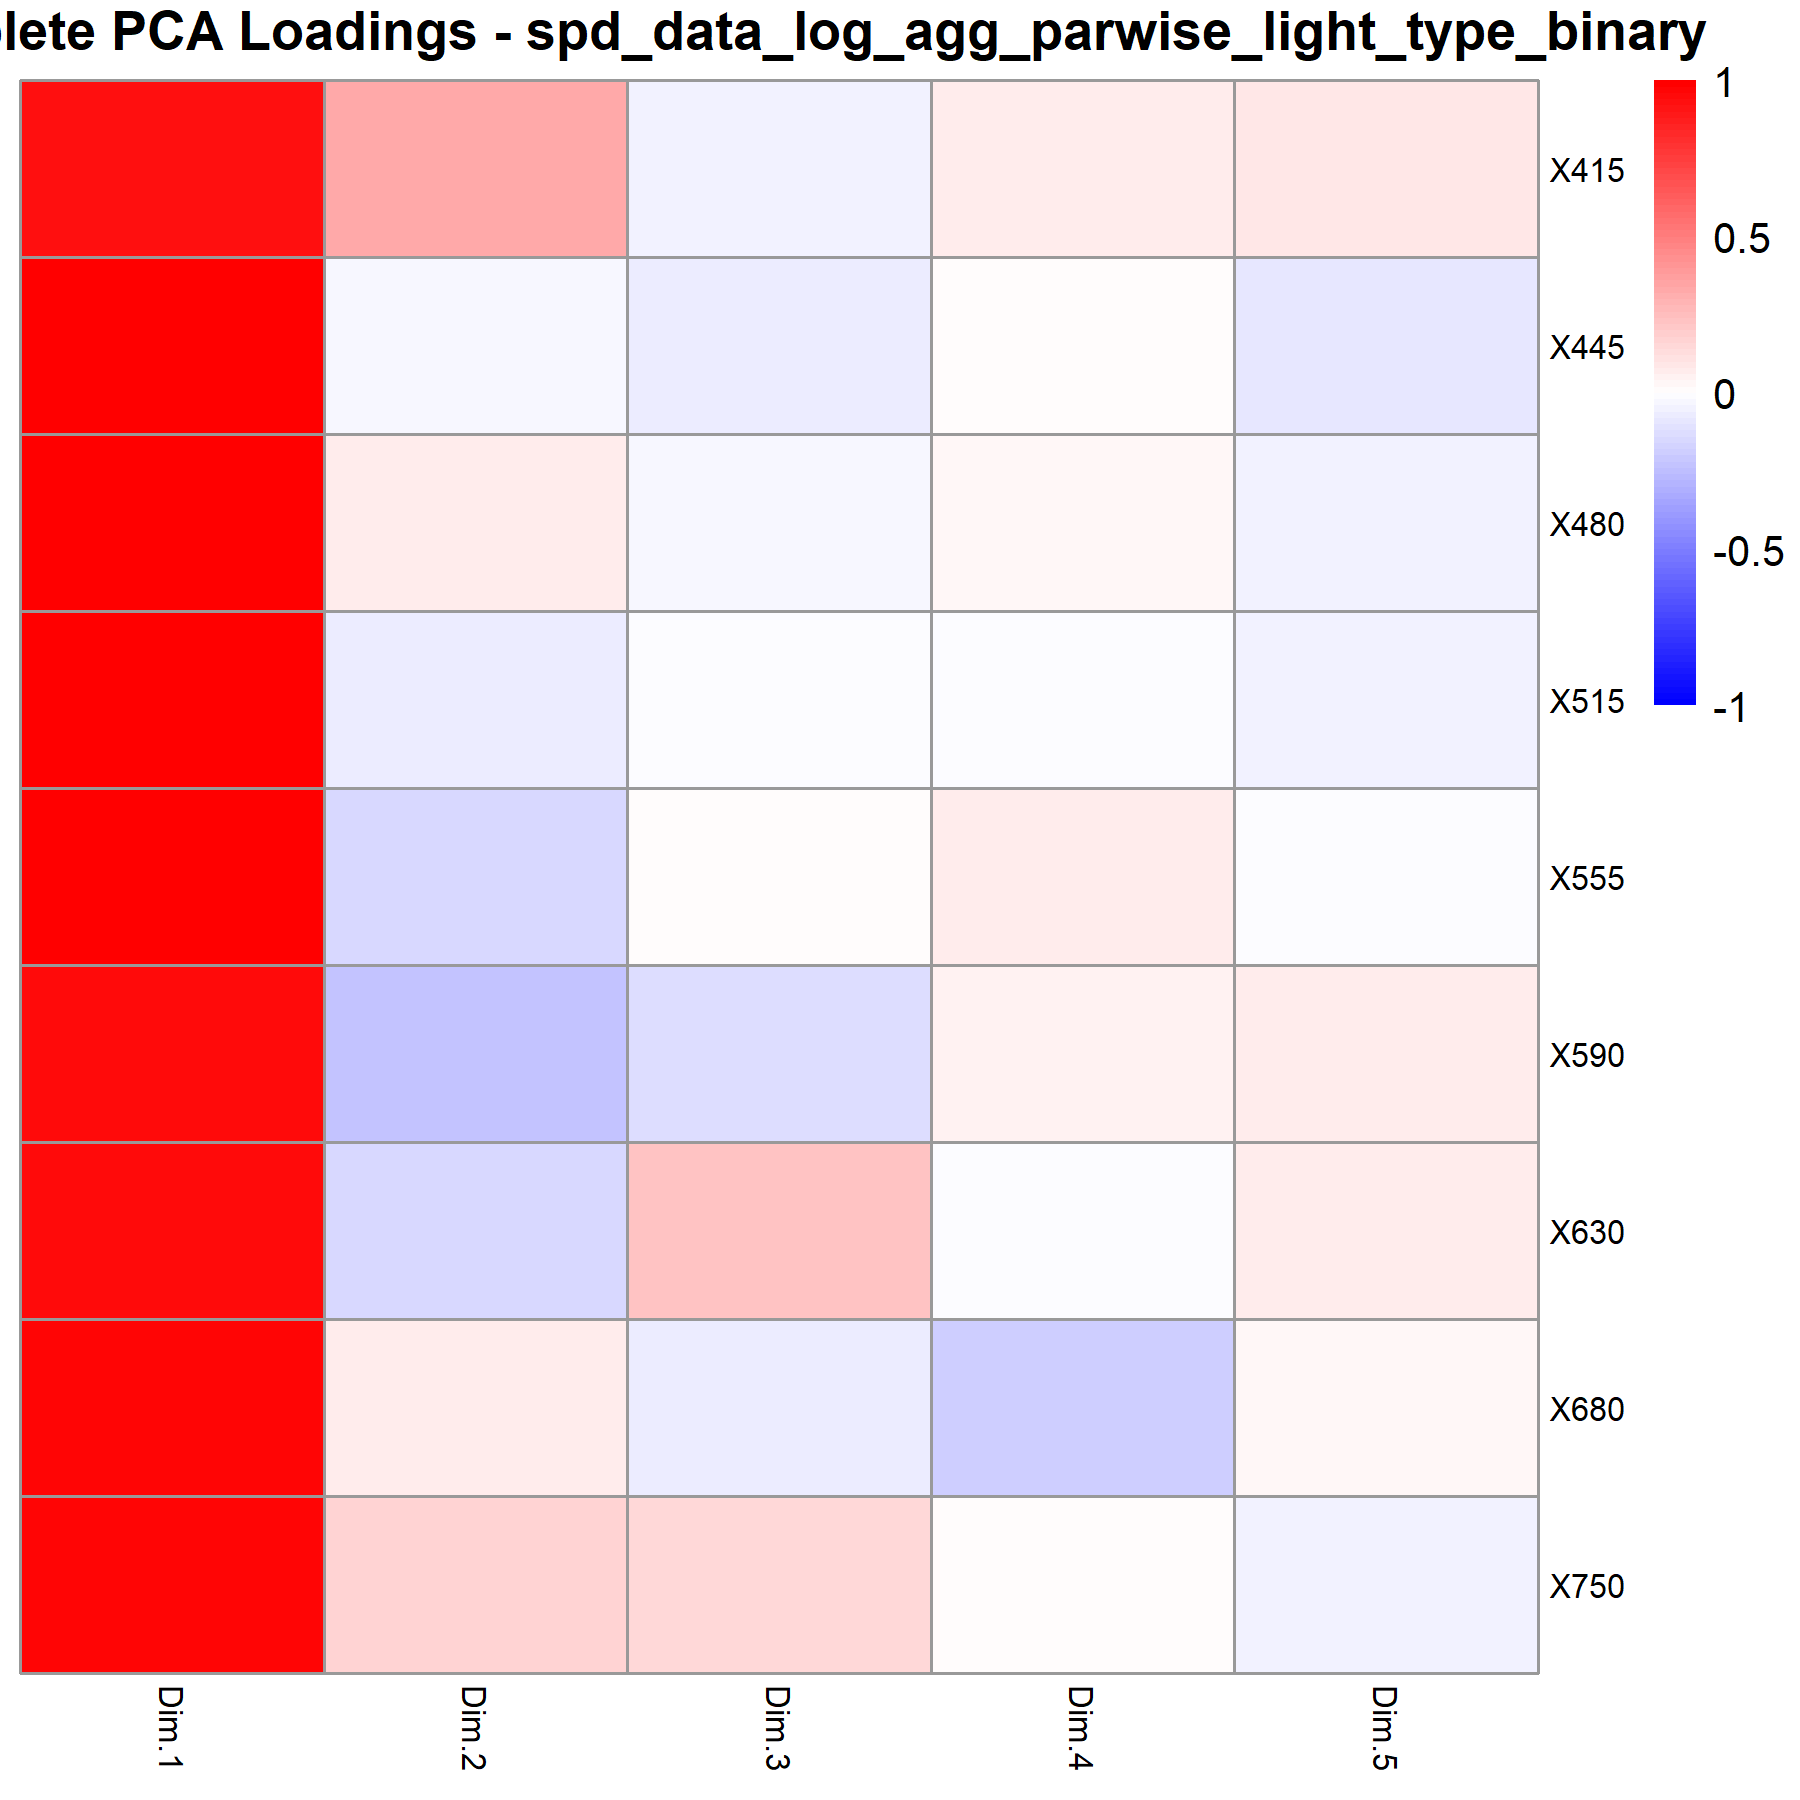 lete PCA Loadings - spd_data_log_agg_parwise_light_type_binary
1
0.5
0
-0.5
-1
X415
X445
X480
X515
X555
X590
X630
X680
X750
Dim.1
Dim.2
Dim.3
Dim.4
Dim.5